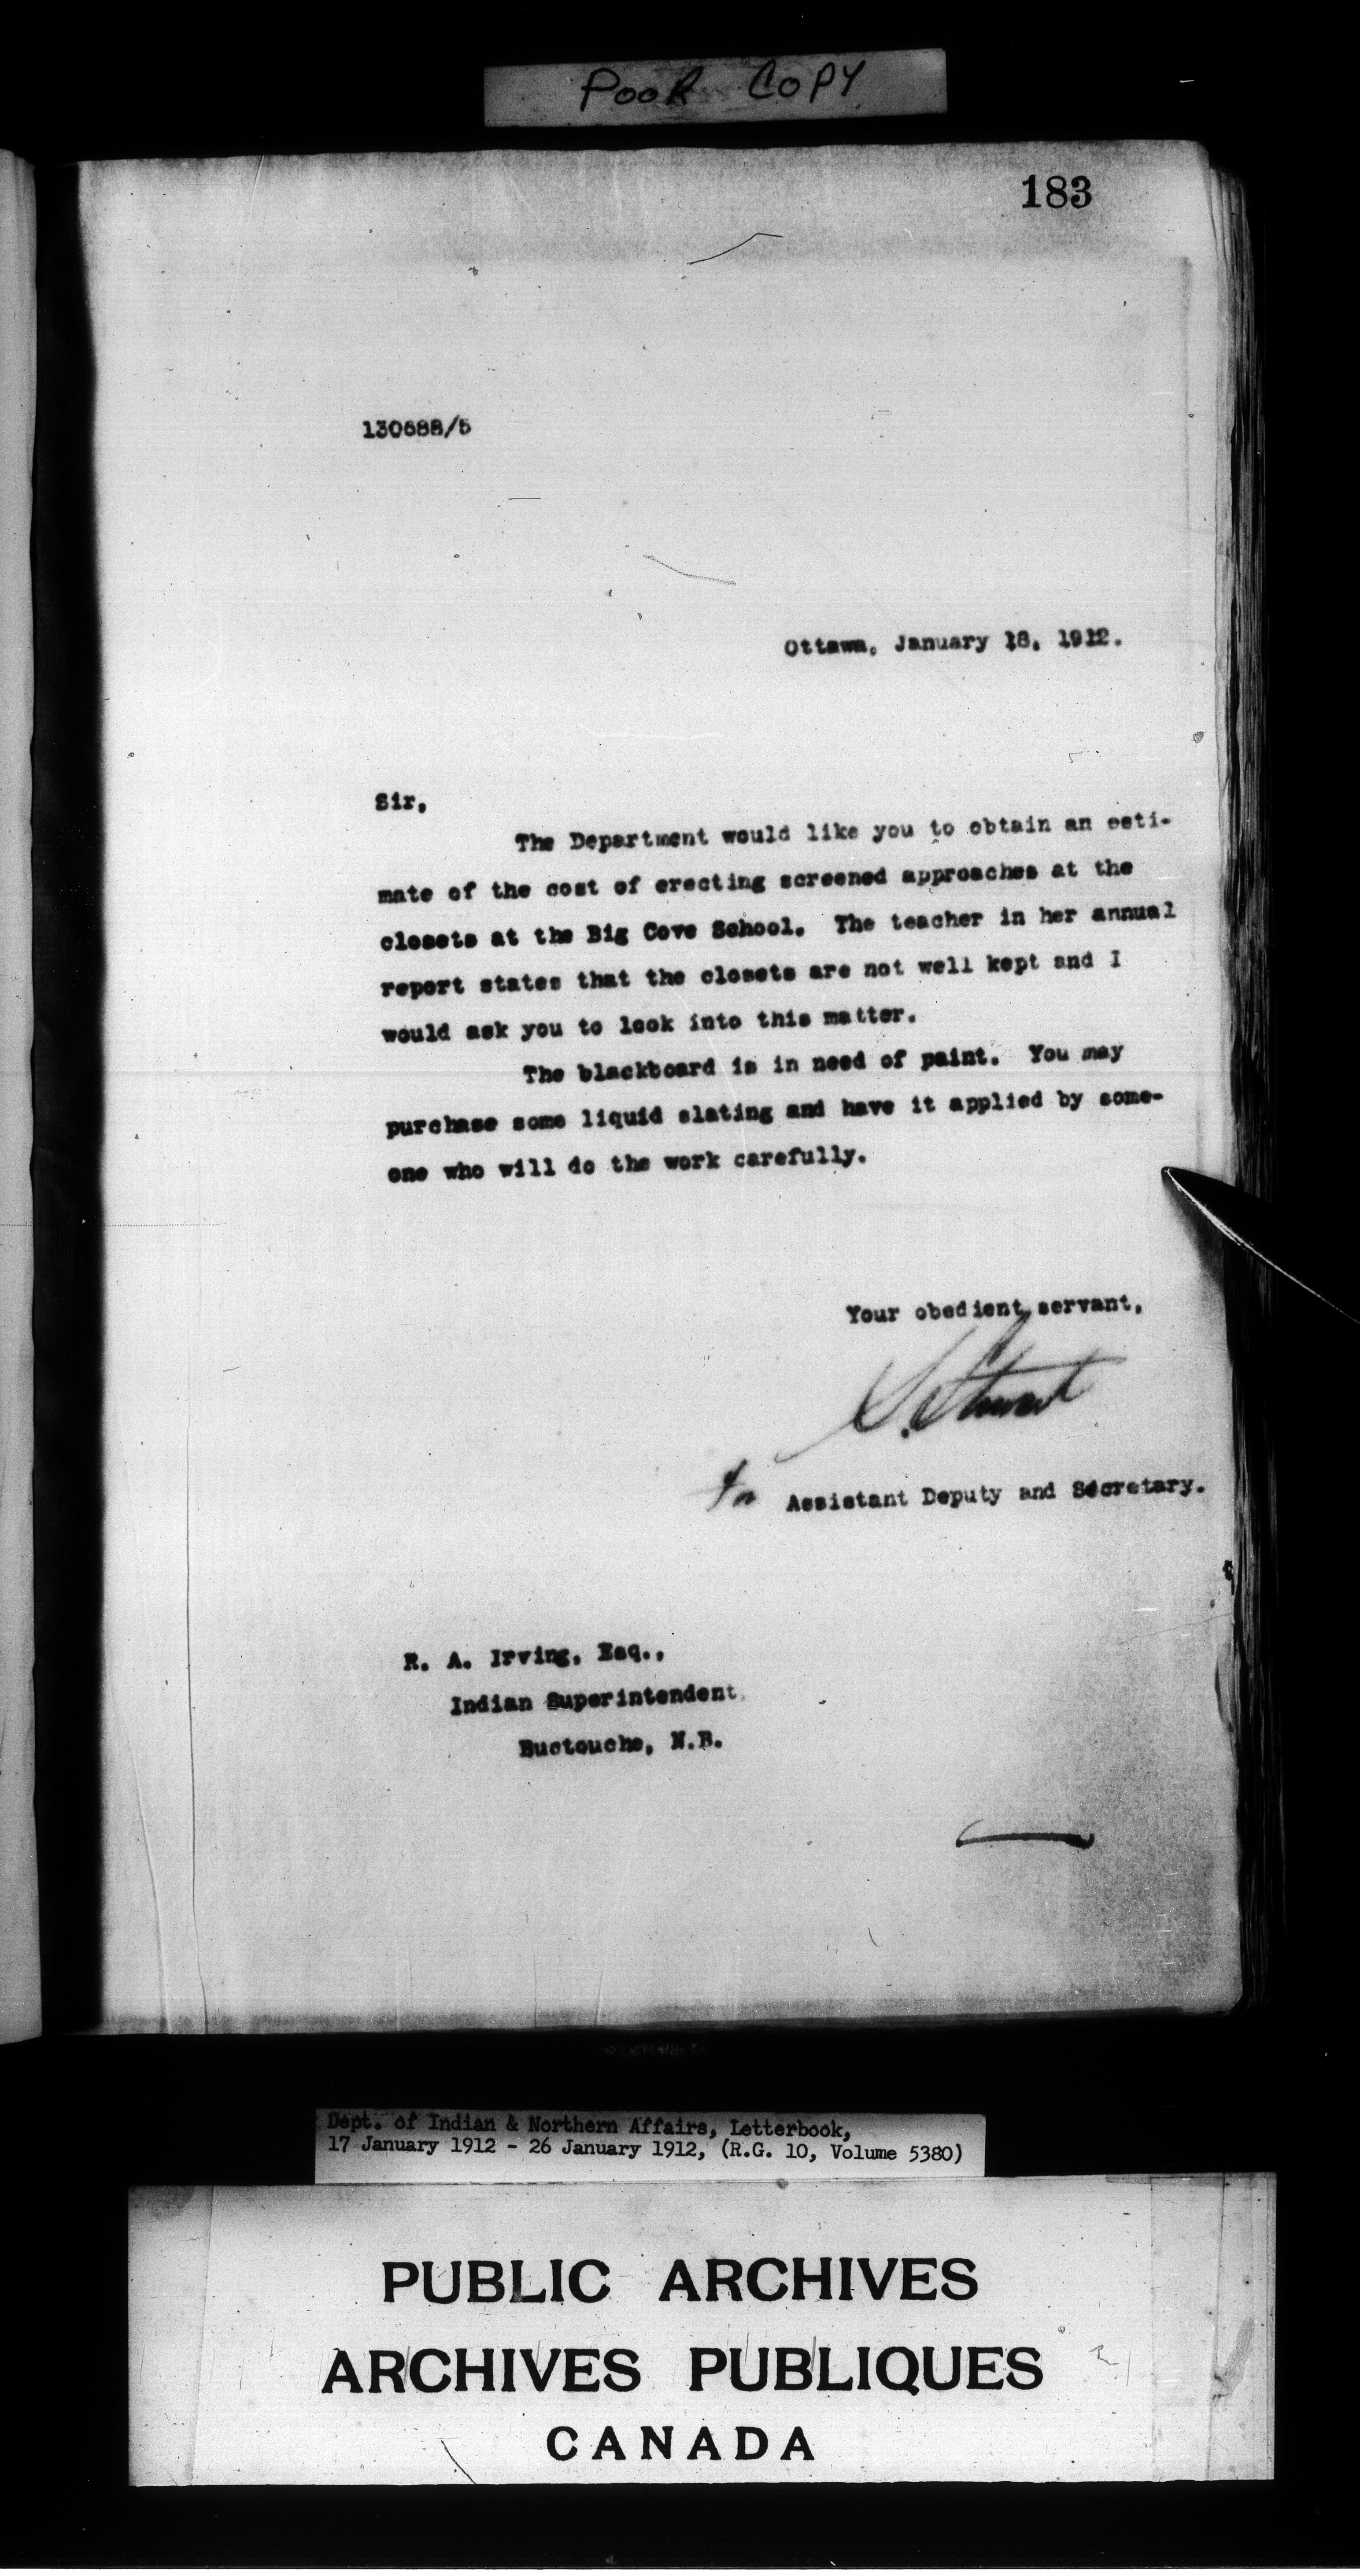 POOR COPY
183
130688/5
Ottawa, January 18, 1912.
Sir,
The Department would like you to obtain an esti-
mate of the cost of erecting screened approaches at the
closets at the Big Cove School. The teacher in her annual
report states that the closets are not well kept and I
would ask you to look into this matter.
The blackboard is in need of paint. You may
purchase some liquid slating and have it applied by some-
one who will do the work carefully.
Your obedient servant,
S. Stewart
for Assistant Deputy and Secretary.
R. A. Irving, Esq.,
Indian Superintendent,
Buctouche, N.B.
Dept. of Indian & Northern Affairs, Letterbook,
17 January 1912 - 26 January 1912, (R.G. 10, Volume 5380)
PUBLIC ARCHIVES
ARCHIVES PUBLIQUES
CANADA